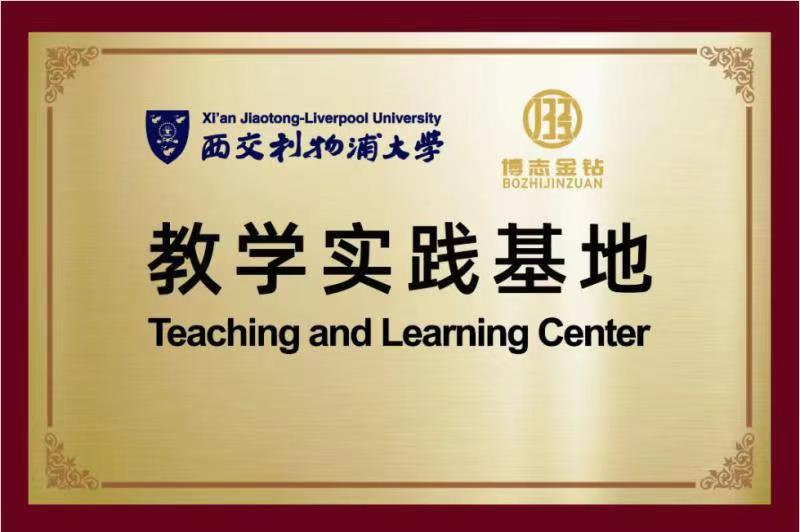 Xi'an Jiaotong-Liverpool University
西交利物浦大学
博志金钻
BOZHIJINZUAN
教学实践基地
Teaching and Learning Center